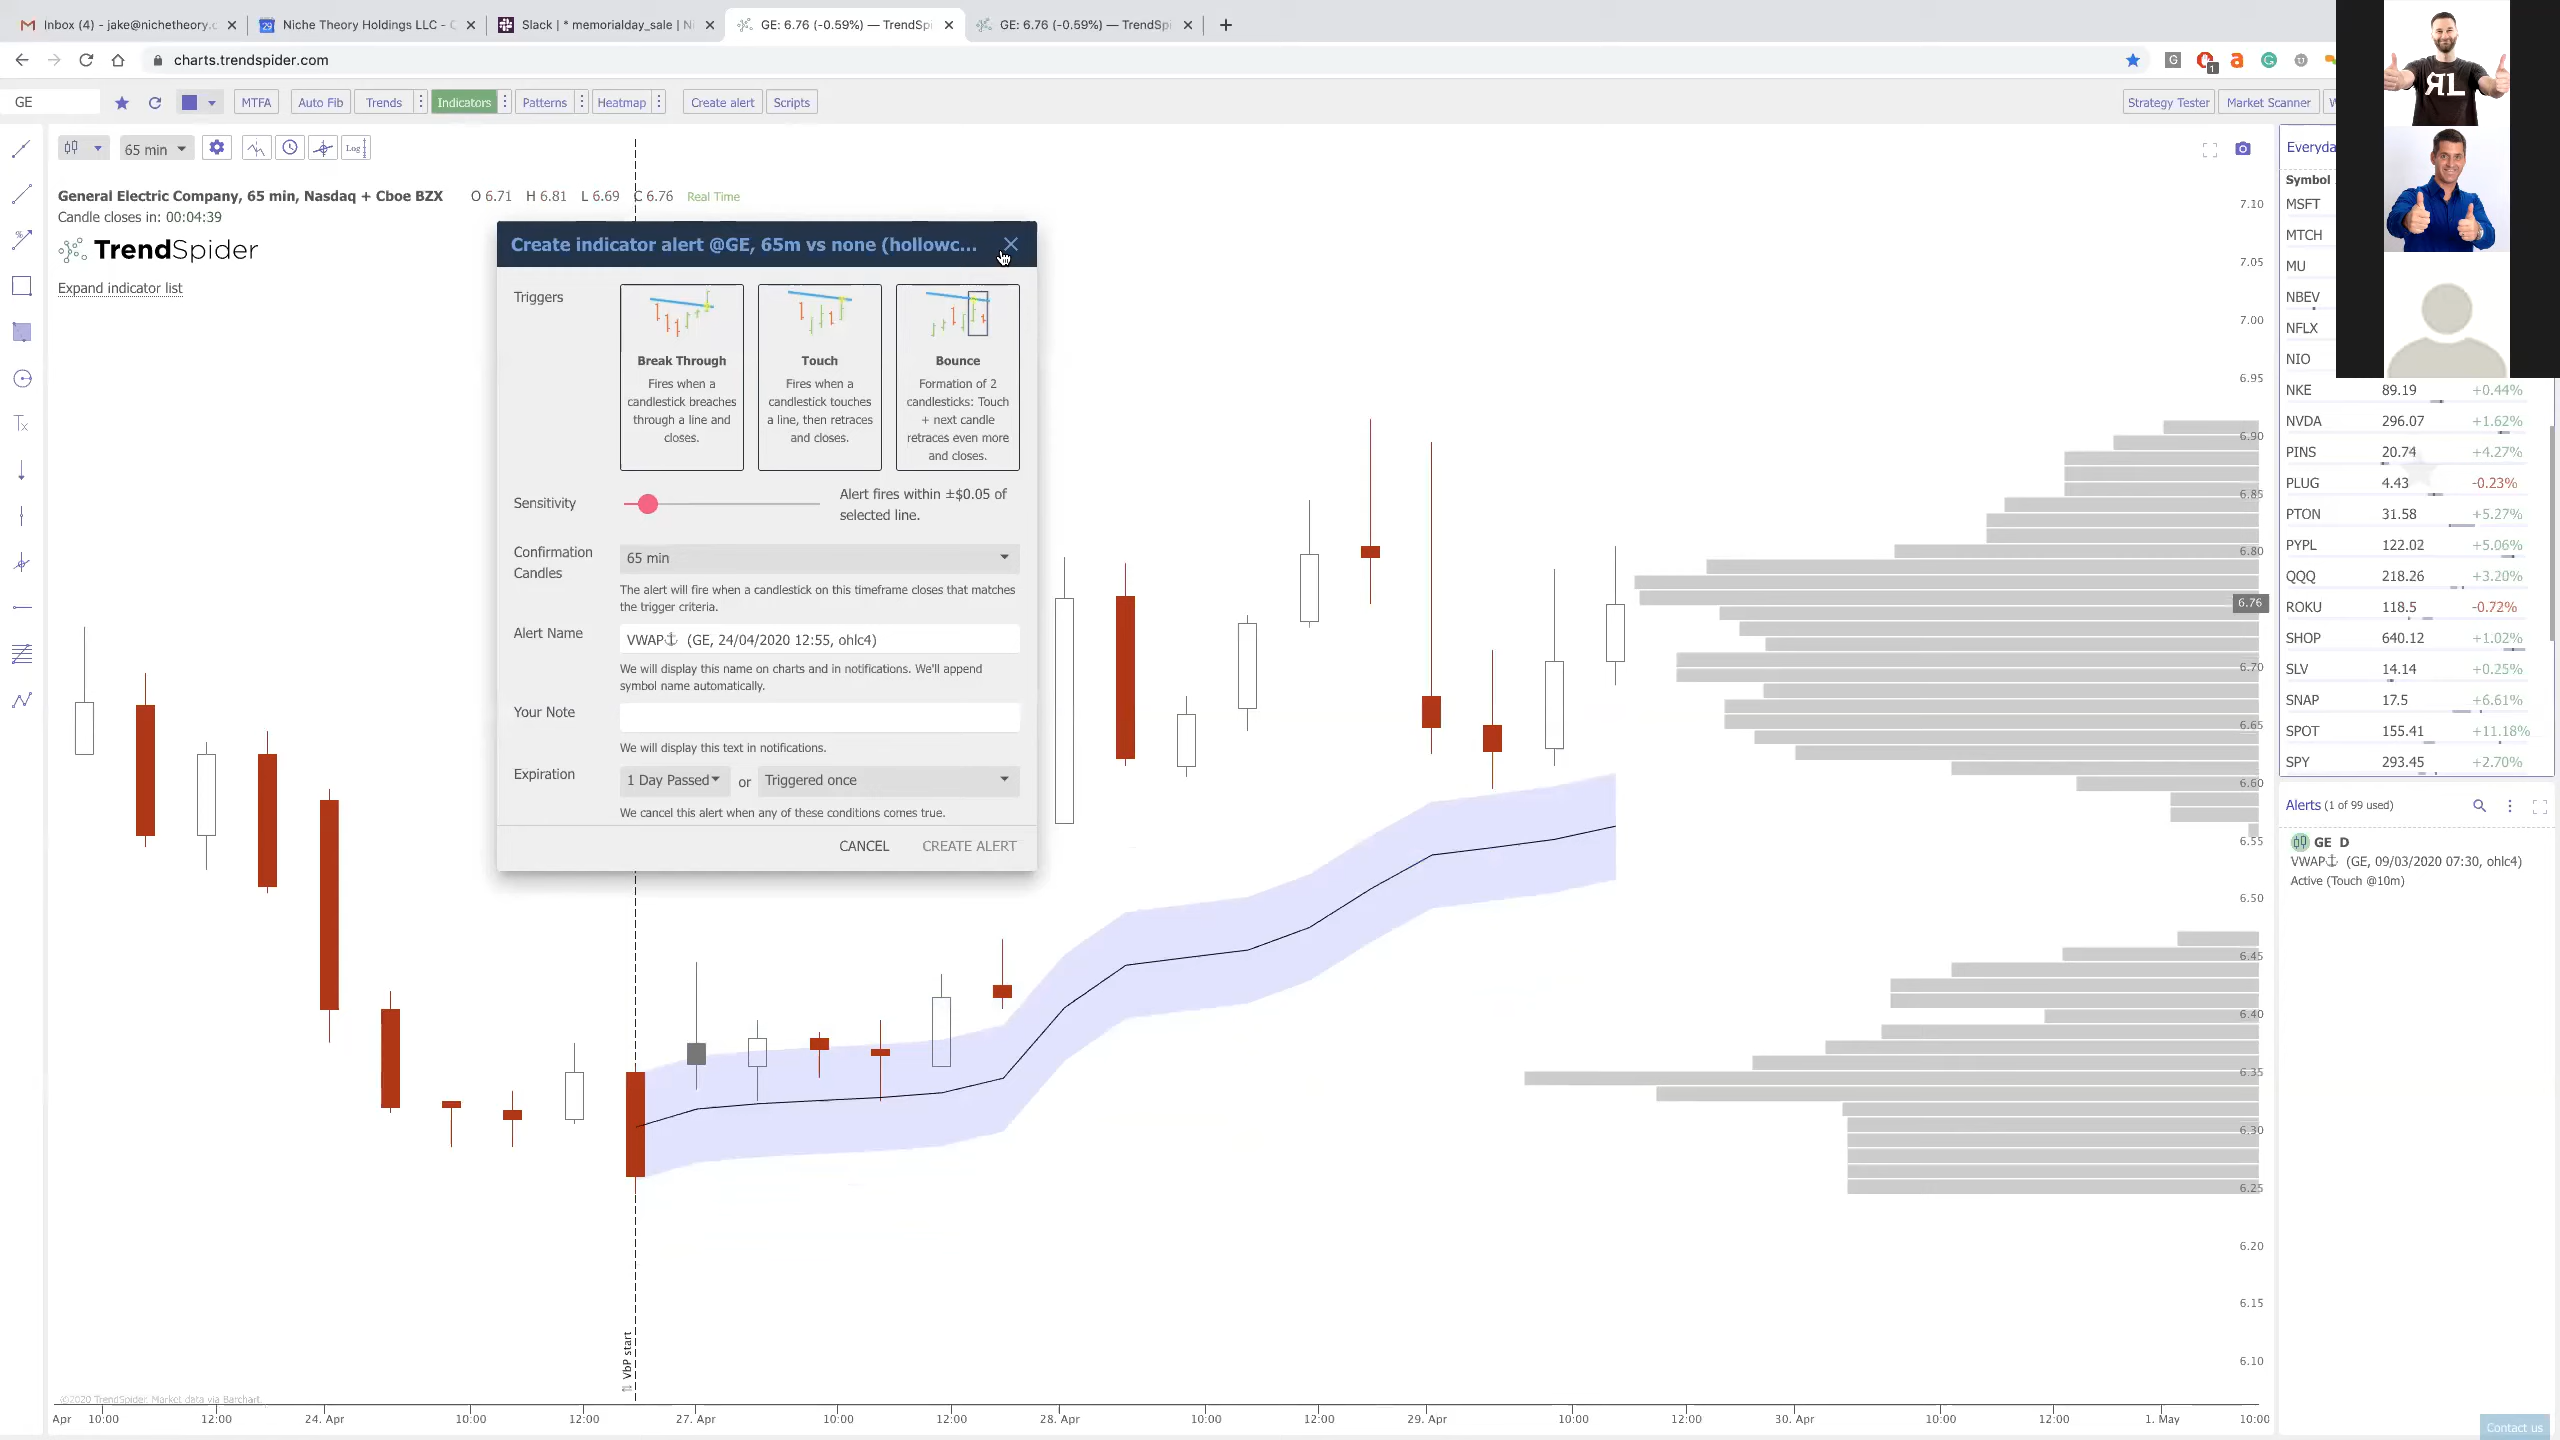 Inbox (4) - jake@nichetheory.c
Niche Theory Holdings LLC - C
Slack | * memorialday_sale | Ni
GE: 6.76 (-0.59%) — TrendSpi
GE: 6.76 (-0.59%) — TrendSpi
charts.trendspider.com
GE
MTFA
Auto Fib
Trends
Indicators
Patterns
Heatmap
Create alert
Scripts
Strategy Tester
Market Scanner
65 min
Log
General Electric Company, 65 min, Nasdaq + Cboe BZX O 6.71 H 6.81 L 6.69 C 6.76 Real Time
Candle closes in: 00:04:39
TrendSpider
Expand indicator list
Create indicator alert @GE, 65m vs none (hollowc...
Triggers
Break Through
Fires when a
candlestick breaches
through a line and
closes.
Touch
Fires when a
candlestick touches
a line, then retraces
and closes.
Bounce
Formation of 2
candlesticks: Touch
+ next candle
retraces even more
and closes.
Sensitivity
Alert fires within ±$0.05 of
selected line.
Confirmation
Candles
65 min
The alert will fire when a candlestick on this timeframe closes that matches
the trigger criteria.
Alert Name
VWAP⚓ (GE, 24/04/2020 12:55, ohlc4)
We will display this name on charts and in notifications. We'll append
symbol name automatically.
Your Note
We will display this text in notifications.
Expiration
1 Day Passed
or
Triggered once
We cancel this alert when any of these conditions comes true.
CANCEL
CREATE ALERT
7.10
7.05
7.00
6.95
6.90
6.85
6.80
6.76
6.70
6.65
6.60
6.55
6.50
6.45
6.40
6.35
6.30
6.25
6.20
6.15
6.10
VbP start
©2020 TrendSpider. Market data via Barchart.
Apr 10:00 12:00 24. Apr 10:00 12:00 27. Apr 10:00 12:00 28. Apr 10:00 12:00 29. Apr 10:00 12:00 30. Apr 10:00 12:00 1. May 10:00
Everyda
Symbol
MSFT
MTCH
MU
NBEV
NFLX
NIO
NKE 89.19 +0.44%
NVDA 296.07 +1.62%
PINS 20.74 +4.27%
PLUG 4.43 -0.23%
PTON 31.58 +5.27%
PYPL 122.02 +5.06%
QQQ 218.26 +3.20%
ROKU 118.5 -0.72%
SHOP 640.12 +1.02%
SLV 14.14 +0.25%
SNAP 17.5 +6.61%
SPOT 155.41 +11.18%
SPY 293.45 +2.70%
Alerts (1 of 99 used)
GE D
VWAP⚓ (GE, 09/03/2020 07:30, ohlc4)
Active (Touch @10m)
Contact us